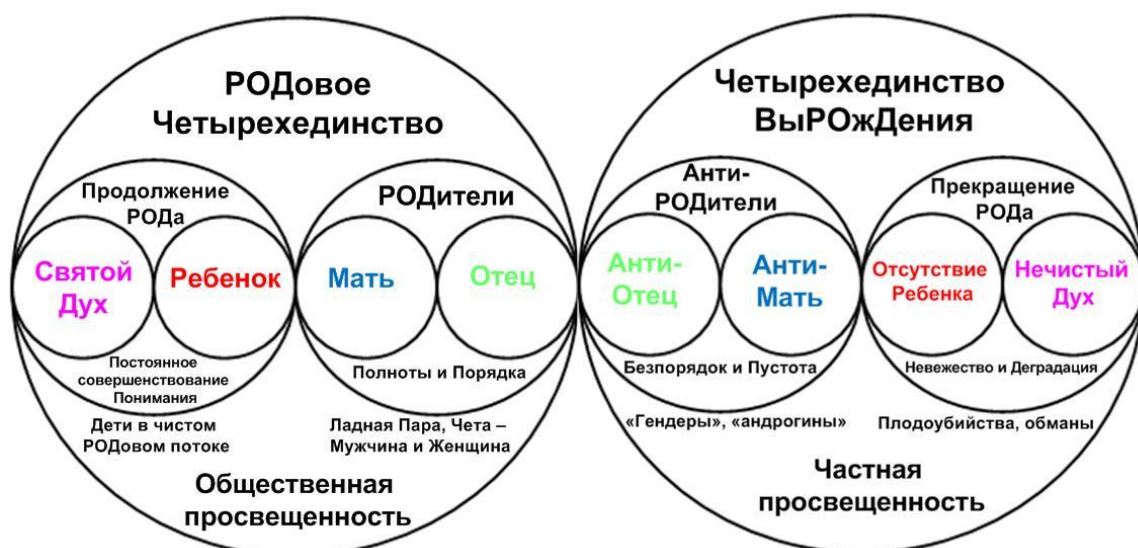 РОДовое
Четырехединство
Продолжение
РОДа
Святой
Дух
Ребенок
Постоянное
совершенствование
Понимания
Дети в чистом
РОДовом потоке
РОДители
Мать
Отец
Полноты и Порядка
Ладная Пара, Чета –
Мужчина и Женщина
Общественная
просвещенность
Четырехединство
ВыРОжДения
Анти-
РОДители
Анти-
Отец
Анти-
Мать
Безпорядок и Пустота
«Гендеры», «андрогины»
Прекращение
РОДа
Отсутствие
Ребенка
Нечистый
Дух
Невежество и Деградация
Плодоубийства, обманы
Частная
просвещенность